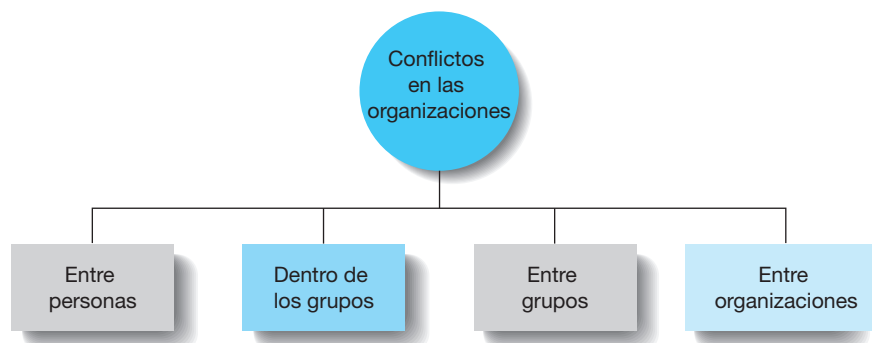 Conflictos
en las
organizaciones
Entre
personas
Dentro de
los grupos
Entre
grupos
Entre
organizaciones